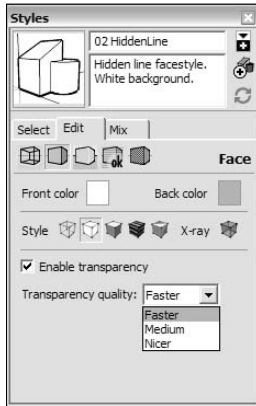 Styles
02 HiddenLine
Hidden line facestyle.
White background.
Select Edit Mix
ok
Face
Front color Back color
Style X-ray
Enable transparency
Transparency quality: Faster
Faster
Medium
Nicer